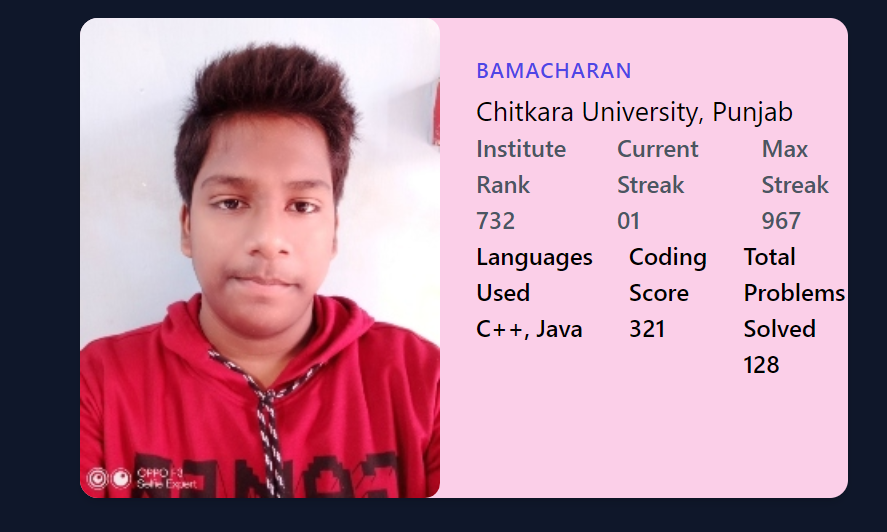 BAMACHARAN
Chitkara University, Punjab
Institute Rank
732
Current Streak
01
Max Streak
967
Languages Used
C++, Java
Coding Score
321
Total Problems Solved
128
OPPO F3
Selfie Expert